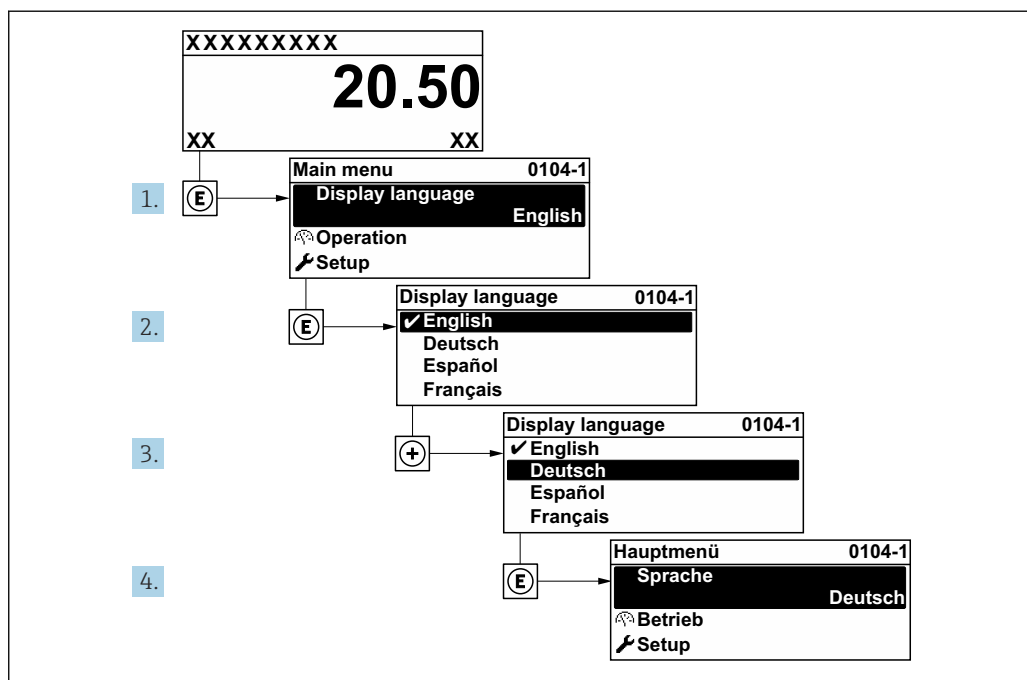 XXXXXXXXX
20.50
XX XX
1. E
Main menu 0104-1
Display language
English
Operation
Setup
2. E
Display language 0104-1
✔ English
Deutsch
Español
Français
3. +
Display language 0104-1
✔ English
Deutsch
Español
Français
4. E
Hauptmenü 0104-1
Sprache
Deutsch
Betrieb
Setup